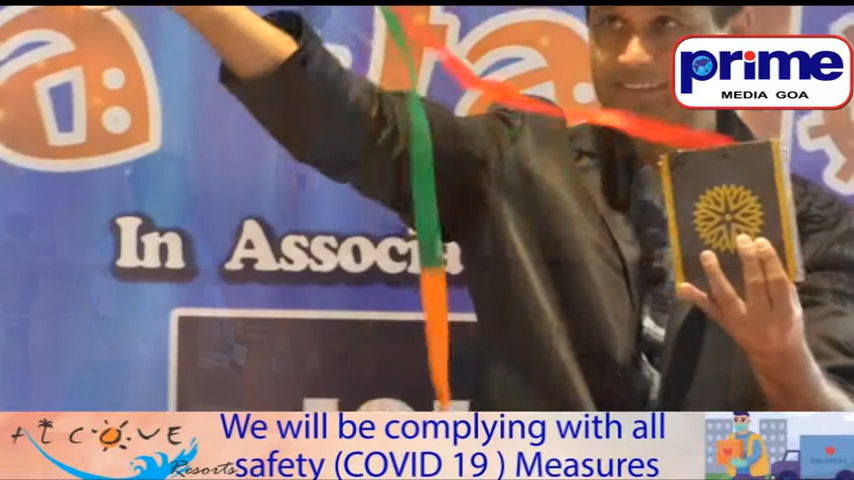 prime
MEDIA GOA
In Associa
ALCOVE
Resorts
We will be complying with all
safety (COVID 19 ) Measures